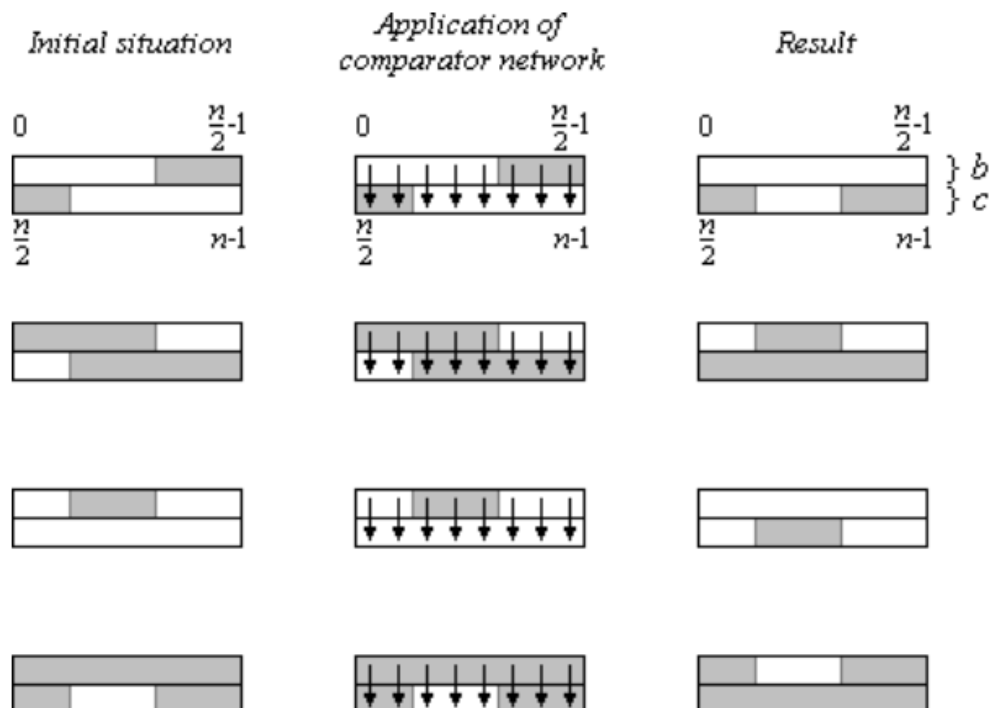 Initial situation
Application of
comparator network
Result
0 n/2-1
0 n/2-1
0 n/2-1
} b
} c
n/2 n-1
n/2 n-1
n/2 n-1